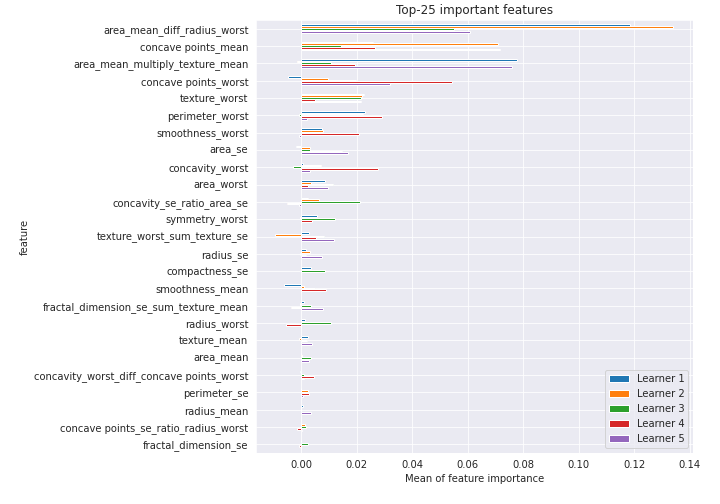 Top-25 important features
area_mean_diff_radius_worst
concave points_mean
area_mean_multiply_texture_mean
concave points_worst
texture_worst
perimeter_worst
smoothness_worst
area_se
concavity_worst
area_worst
concavity_se_ratio_area_se
symmetry_worst
texture_worst_sum_texture_se
radius_se
compactness_se
smoothness_mean
fractal_dimension_se_sum_texture_mean
radius_worst
texture_mean
area_mean
concavity_worst_diff_concave points_worst
perimeter_se
radius_mean
concave points_se_ratio_radius_worst
fractal_dimension_se
feature
Learner 1
Learner 2
Learner 3
Learner 4
Learner 5
0.00 0.02 0.04 0.06 0.08 0.10 0.12 0.14
Mean of feature importance